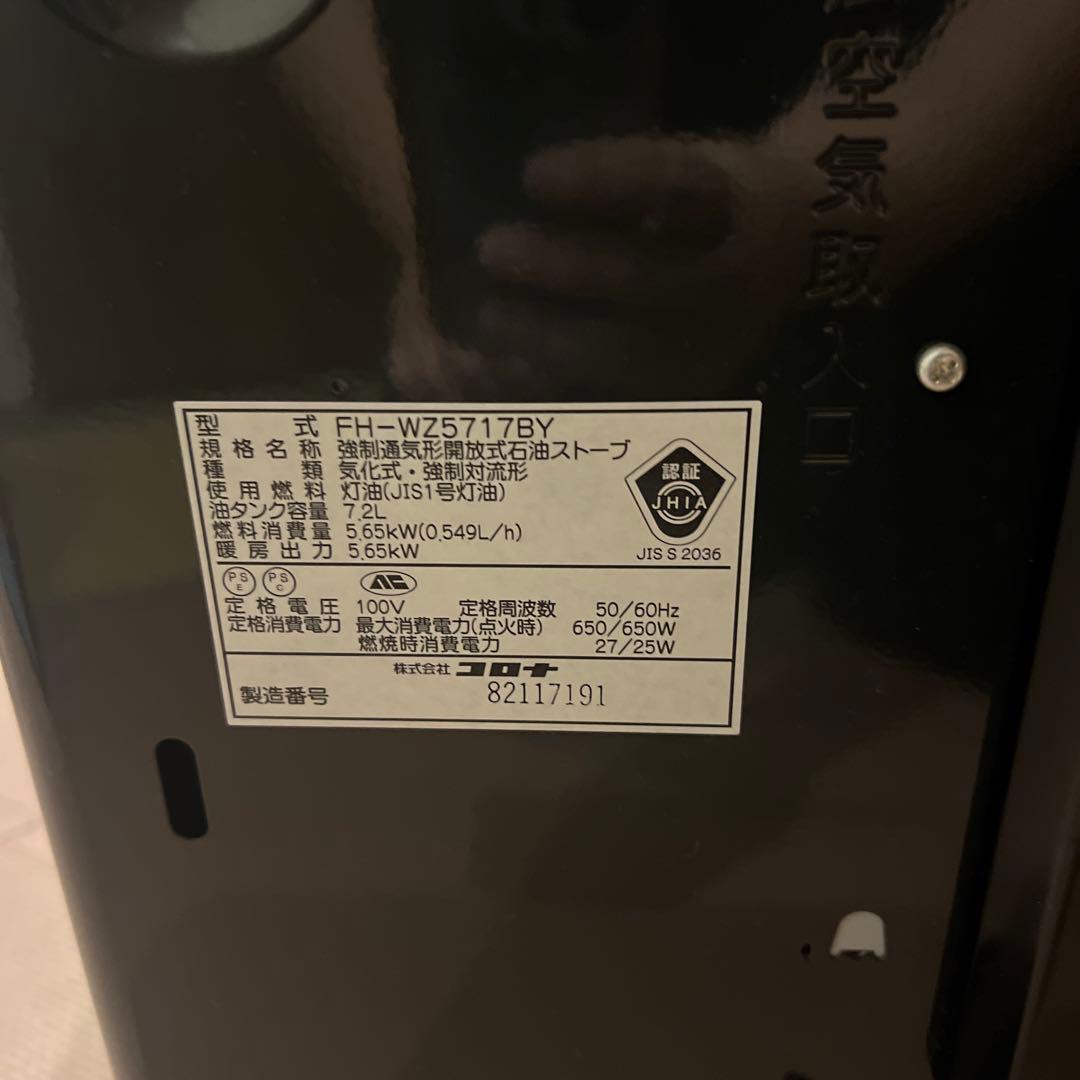 空気取入口
型式 FH-WZ5717BY
規格名称 強制通気形開放式石油ストーブ
種類 気化式・強制対流形
使用燃料 灯油(JIS1号灯油)
油タンク容量 7.2L
燃料消費量 5.65kW(0.549L/h)
暖房出力 5.65kW
認証
JHIA
JIS S 2036
PS E PS C
定格電圧 100V 定格周波数 50/60Hz
定格消費電力 最大消費電力(点火時) 650/650W
燃焼時消費電力 27/25W
株式会社 コロナ
製造番号 82117191